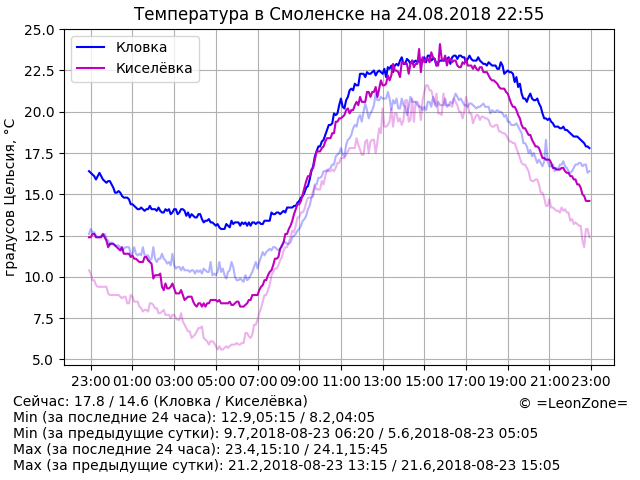 Температура в Смоленске на 24.08.2018 22:55
Кловка
Киселёвка
градусов Цельсия, °C
25.0
22.5
20.0
17.5
15.0
12.5
10.0
7.5
5.0
23:00 01:00 03:00 05:00 07:00 09:00 11:00 13:00 15:00 17:00 19:00 21:00 23:00
Сейчас: 17.8 / 14.6 (Кловка / Киселёвка)
© =LeonZone=
Min (за последние 24 часа): 12.9,05:15 / 8.2,04:05
Min (за предыдущие сутки): 9.7,2018-08-23 06:20 / 5.6,2018-08-23 05:05
Max (за последние 24 часа): 23.4,15:10 / 24.1,15:45
Max (за предыдущие сутки): 21.2,2018-08-23 13:15 / 21.6,2018-08-23 15:05